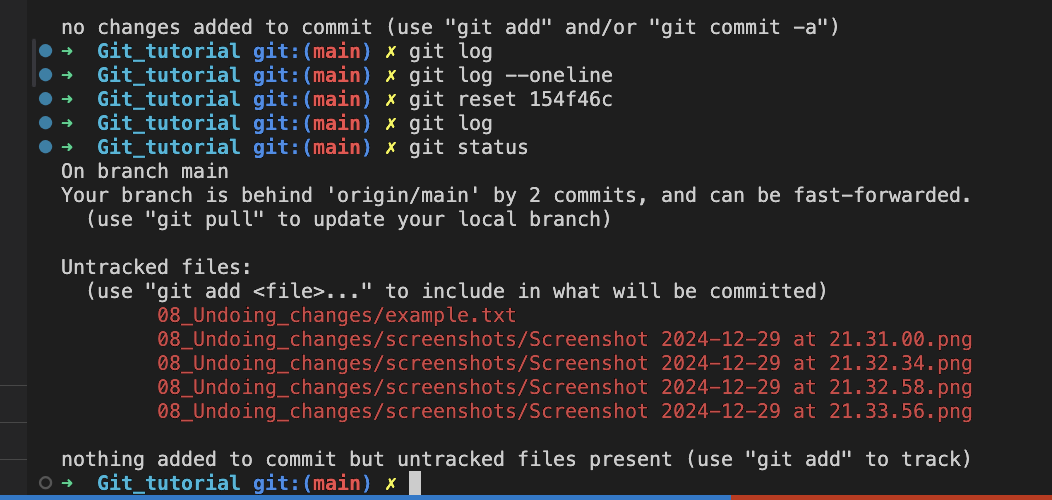 no changes added to commit (use "git add" and/or "git commit -a")
➜  Git_tutorial git:(main) ✗ git log
➜  Git_tutorial git:(main) ✗ git log --oneline
➜  Git_tutorial git:(main) ✗ git reset 154f46c
➜  Git_tutorial git:(main) ✗ git log
➜  Git_tutorial git:(main) ✗ git status
On branch main
Your branch is behind 'origin/main' by 2 commits, and can be fast-forwarded.
  (use "git pull" to update your local branch)

Untracked files:
  (use "git add <file>..." to include in what will be committed)
        08_Undoing_changes/example.txt
        08_Undoing_changes/screenshots/Screenshot 2024-12-29 at 21.31.00.png
        08_Undoing_changes/screenshots/Screenshot 2024-12-29 at 21.32.34.png
        08_Undoing_changes/screenshots/Screenshot 2024-12-29 at 21.32.58.png
        08_Undoing_changes/screenshots/Screenshot 2024-12-29 at 21.33.56.png

nothing added to commit but untracked files present (use "git add" to track)
➜  Git_tutorial git:(main) ✗